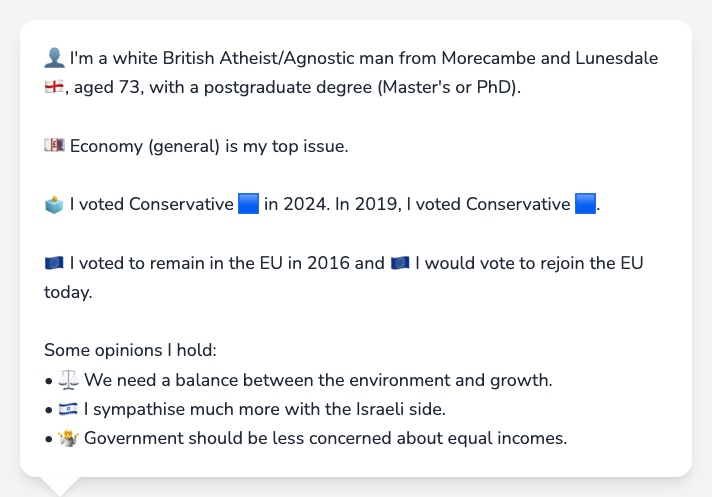 👤 I'm a white British Atheist/Agnostic man from Morecambe and Lunesdale
🏴󠁧󠁢󠁥󠁮󠁧󠁿, aged 73, with a postgraduate degree (Master's or PhD).
💷 Economy (general) is my top issue.
🗳️ I voted Conservative 🟦 in 2024. In 2019, I voted Conservative 🟦.
🇪🇺 I voted to remain in the EU in 2016 and 🇪🇺 I would vote to rejoin the EU
today.
Some opinions I hold:
• ⚖️ We need a balance between the environment and growth.
• 🇮🇱 I sympathise much more with the Israeli side.
• 🤷 Government should be less concerned about equal incomes.